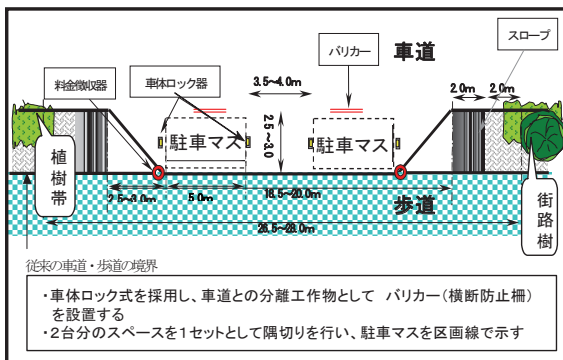 スロープ
バリカー
車道
料金徴収器
車体ロック器
3.5~4.0m
2.0m
2.0m
2.5~3.0
駐車マス
駐車マス
植樹帯
街路樹
2.5~3.0m
5.0m
18.5~20.0m
歩道
26.5~28.0m
従来の車道・歩道の境界
・車体ロック式を採用し、車道との分離工作物として バリカー(横断防止柵)
を設置する
・2台分のスペースを1セットとして隅切りを行い、駐車マスを区画線で示す